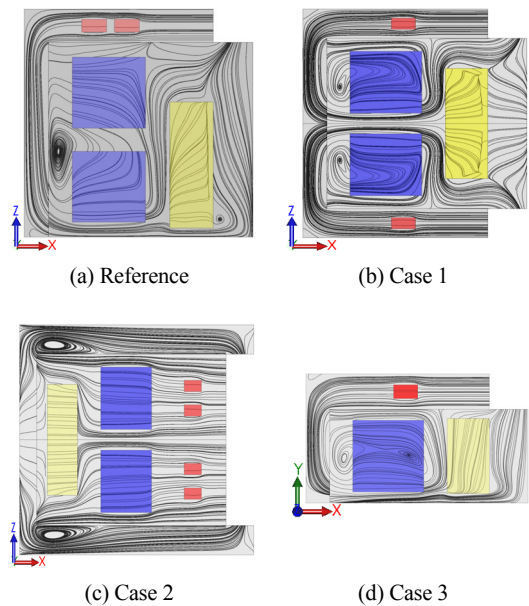 Z
X
Z
X
(a) Reference
(b) Case 1
Z
X
Y
X
(c) Case 2
(d) Case 3